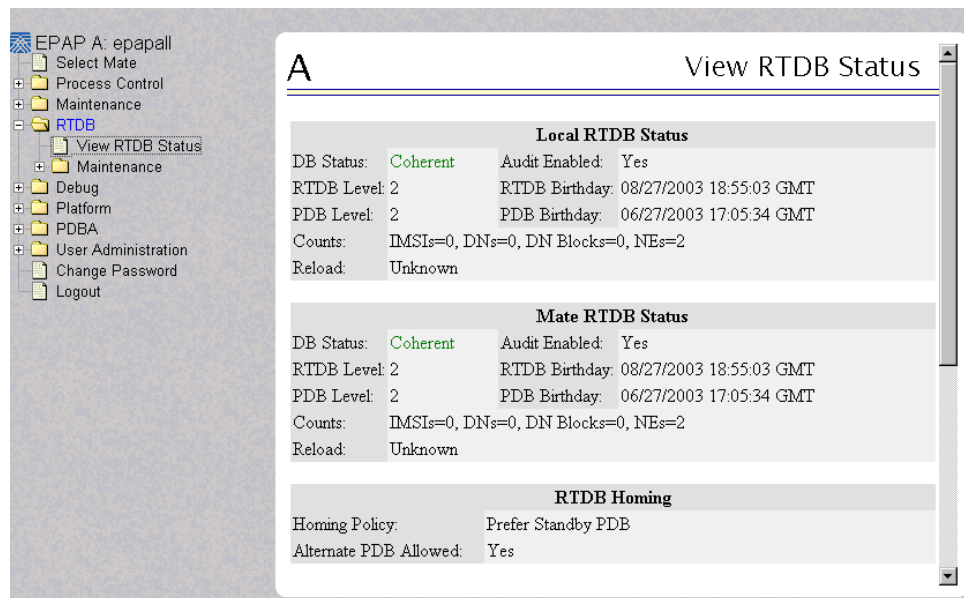 EPAP A: epapall
Select Mate
Process Control
Maintenance
RTDB
View RTDB Status
Maintenance
Debug
Platform
PDBA
User Administration
Change Password
Logout
A
View RTDB Status
Local RTDB Status
DB Status: Coherent Audit Enabled: Yes
RTDB Level: 2 RTDB Birthday: 08/27/2003 18:55:03 GMT
PDB Level: 2 PDB Birthday: 06/27/2003 17:05:34 GMT
Counts: IMSIs=0, DNs=0, DN Blocks=0, NEs=2
Reload: Unknown
Mate RTDB Status
DB Status: Coherent Audit Enabled: Yes
RTDB Level: 2 RTDB Birthday: 08/27/2003 18:55:03 GMT
PDB Level: 2 PDB Birthday: 06/27/2003 17:05:34 GMT
Counts: IMSIs=0, DNs=0, DN Blocks=0, NEs=2
Reload: Unknown
RTDB Homing
Homing Policy: Prefer Standby PDB
Alternate PDB Allowed: Yes